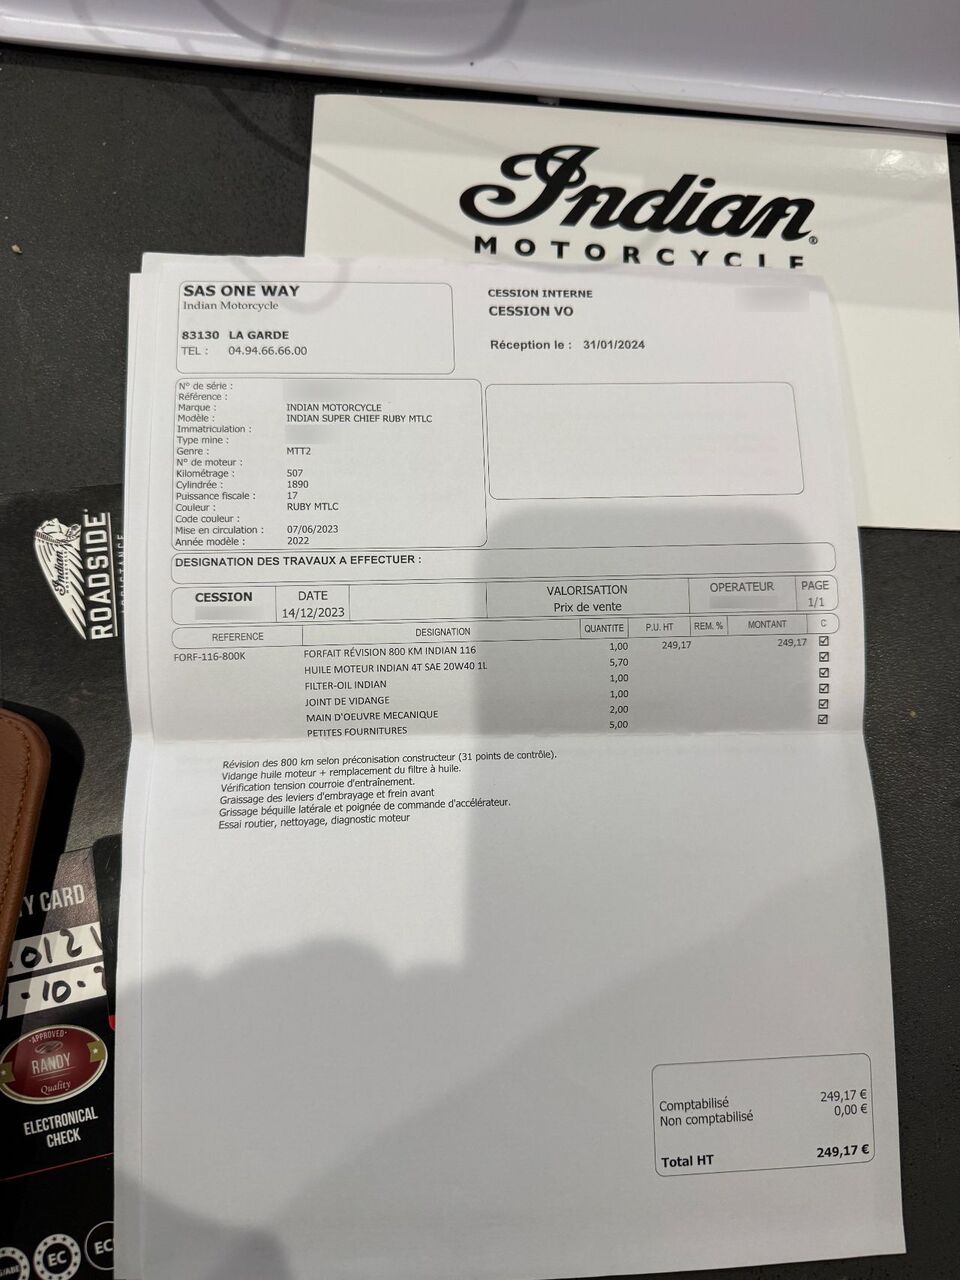 Indian®
MOTORCYCLE
SAS ONE WAY
Indian Motorcycle
83130 LA GARDE
TEL : 04.94.66.66.00
CESSION INTERNE
CESSION VO
Réception le : 31/01/2024
N° de série :
Référence :
Marque : INDIAN MOTORCYCLE
Modèle : INDIAN SUPER CHIEF RUBY MTLC
Immatriculation :
Type mine :
Genre : MTT2
N° de moteur :
Kilométrage : 507
Cylindrée : 1890
Puissance fiscale : 17
Couleur : RUBY MTLC
Code couleur :
Mise en circulation : 07/06/2023
Année modèle : 2022
DESIGNATION DES TRAVAUX A EFFECTUER :
CESSION DATE VALORISATION OPERATEUR PAGE
14/12/2023 Prix de vente 1/1
REFERENCE DESIGNATION QUANTITE P.U. HT REM. % MONTANT C
FORF-116-800K FORFAIT RÉVISION 800 KM INDIAN 116 1,00 249,17 249,17 ☑
HUILE MOTEUR INDIAN 4T SAE 20W40 1L 5,70 ☑
FILTER-OIL INDIAN 1,00 ☑
JOINT DE VIDANGE 1,00 ☑
MAIN D'OEUVRE MECANIQUE 2,00 ☑
PETITES FOURNITURES 5,00 ☑
Révision des 800 km selon préconisation constructeur (31 points de contrôle).
Vidange huile moteur + remplacement du filtre à huile.
Vérification tension courroie d'entraînement.
Graissage des leviers d'embrayage et frein avant
Grissage béquille latérale et poignée de commande d'accélérateur.
Essai routier, nettoyage, diagnostic moteur
Comptabilisé 249,17 €
Non comptabilisé 0,00 €
Total HT 249,17 €
Indian
MOTORCYCLE
ROADSIDE
ASSISTANCE
Y CARD
0121
-10-
APPROVED
RANDY
Quality
ELECTRONICAL
CHECK
EC
EC